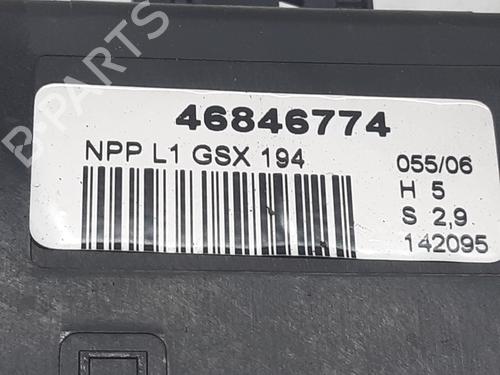 46846774
NPP L1 GSX 194
055/06
H 5
S 2,9
142095
B-PARTS